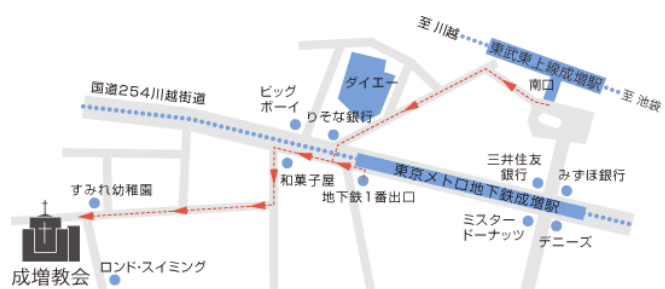 至 川越
東武東上線成増駅
至 池袋
南口
ダイエー
国道254川越街道
ビッグ
ボーイ
りそな銀行
和菓子屋
地下鉄1番出口
東京メトロ地下鉄成増駅
三井住友
銀行
みずほ銀行
ミスター
ドーナッツ
デニーズ
すみれ幼稚園
成増教会
ロンド・スイミング